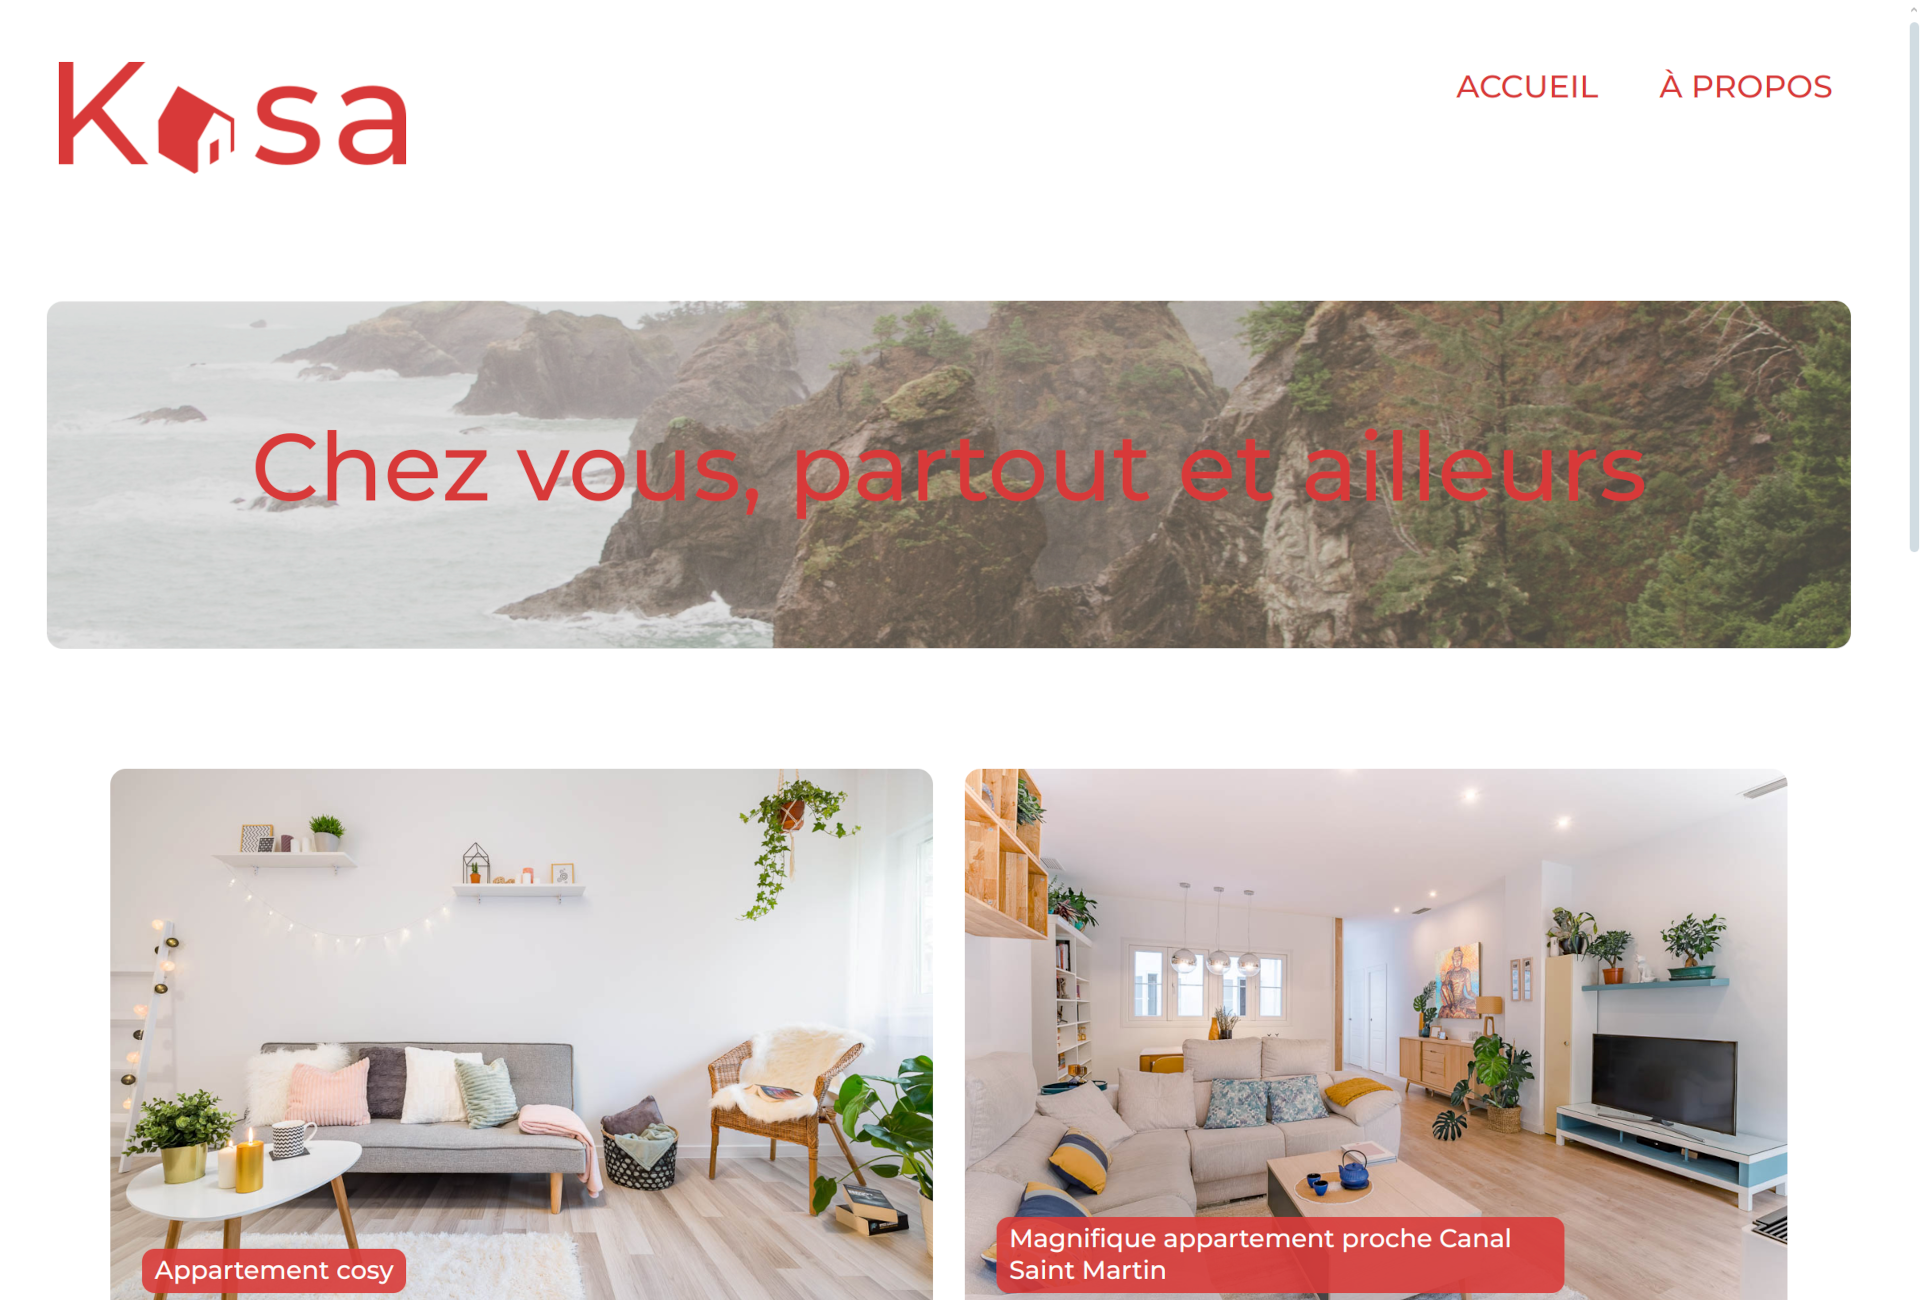 Kasa
ACCUEIL À PROPOS
Chez vous, partout et ailleurs
Appartement cosy
Magnifique appartement proche Canal
Saint Martin